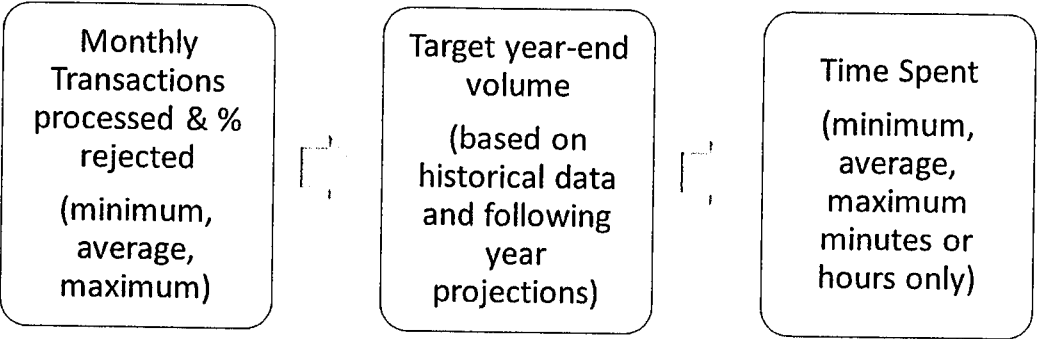 Monthly
Transactions
processed & %
rejected
(minimum,
average,
maximum)
Target year-end
volume
(based on
historical data
and following
year
projections)
Time Spent
(minimum,
average,
maximum
minutes or
hours only)